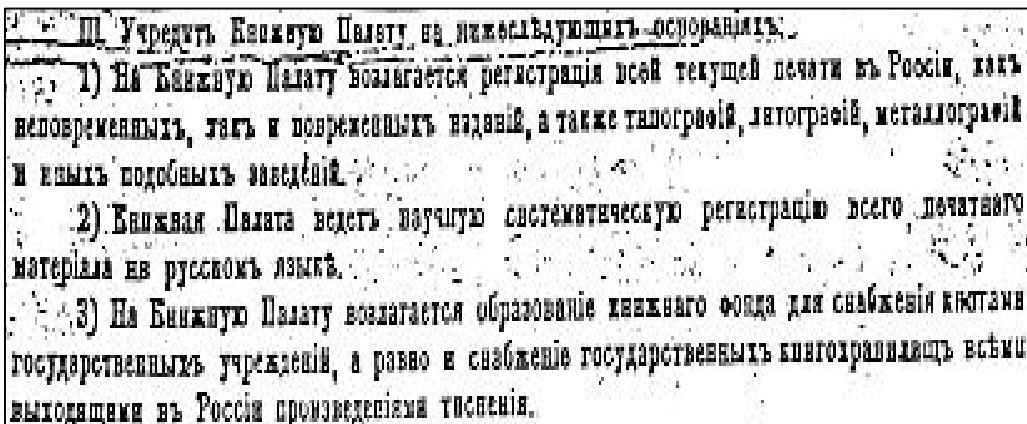 III. Учредить Книжную Палату на нижеслѣдующихъ основаніяхъ:
1) На Книжную Палату возлагается регистрація всей текущей печати въ Россіи, какъ
неповременныхъ, такъ и повременныхъ изданій, а также типографій, литографій, металлографій
и иныхъ подобныхъ заведеній.
2) Книжная Палата ведетъ научную систематическую регистрацію всего печатнаго
матеріала на русскомъ языкѣ.
3) На Книжную Палату возлагается образованіе книжнаго фонда для снабженія книгами
государственныхъ учрежденій, а равно и снабженіе государственныхъ книгохранилищъ всѣми
выходящими въ Россіи произведеніями тисненія.